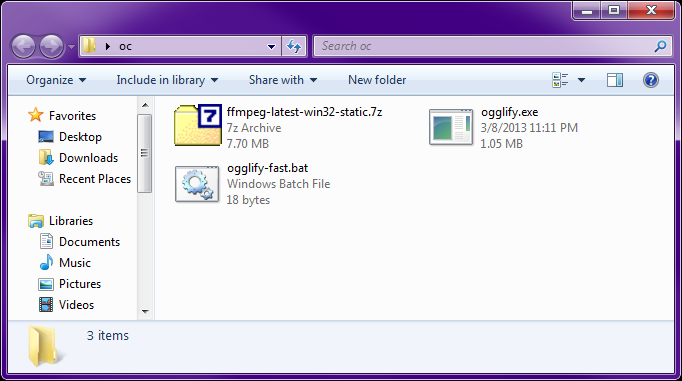 oc
Search oc
Organize
Include in library
Share with
New folder
Favorites
Desktop
Downloads
Recent Places
Libraries
Documents
Music
Pictures
Videos
7
ffmpeg-latest-win32-static.7z
7z Archive
7.70 MB
ogglify.exe
3/8/2013 11:11 PM
1.05 MB
ogglify-fast.bat
Windows Batch File
18 bytes
3 items